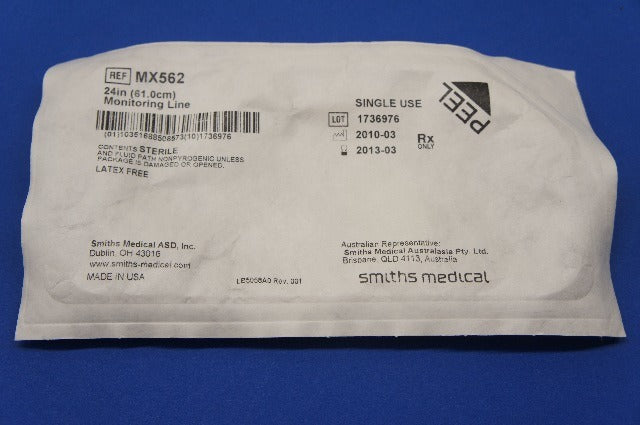 REF MX562
24in (61.0cm)
Monitoring Line
CONTENTS STERILE
AND FLUID PATH NONPYROGENIC UNLESS
PACKAGE IS DAMAGED OR OPENED.
LATEX FREE
SINGLE USE
LOT 1736976
2010-03
2013-03
Rx
ONLY
PEEL
Smiths Medical ASD, Inc.
Dublin, OH 43016
www.smiths-medical.com
MADE IN USA
Australian Representative:
Smiths Medical Australasia Pty. Ltd.
Brisbane, QLD 4113, Australia
smiths medical